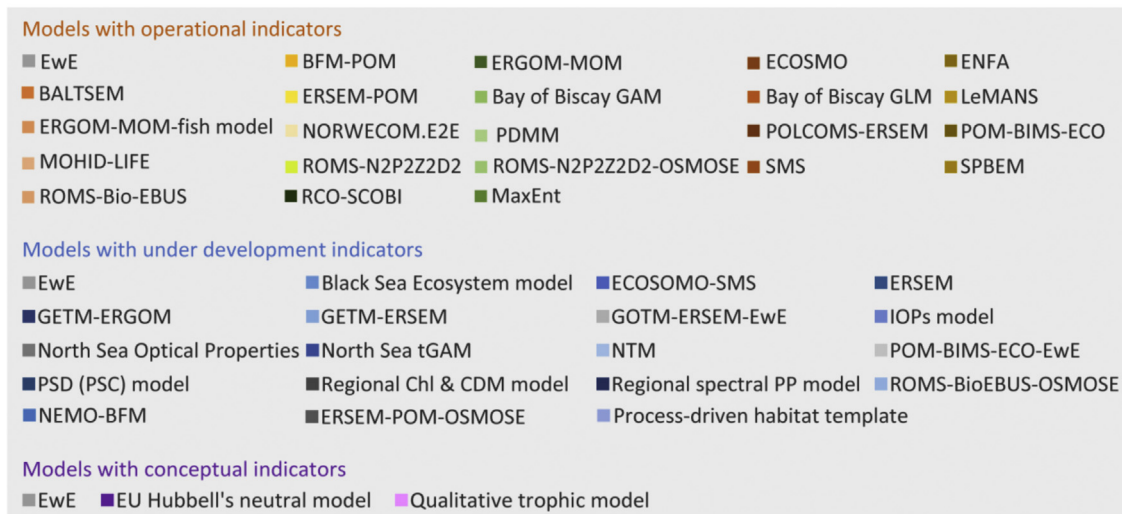 Models with operational indicators
EwE BFM-POM ERGOM-MOM ECOSMO ENFA
BALTSEM ERSEM-POM Bay of Biscay GAM Bay of Biscay GLM LeMANS
ERGOM-MOM-fish model NORWECOM.E2E PDMM POLCOMS-ERSEM POM-BIMS-ECO
MOHID-LIFE ROMS-N2P2Z2D2 ROMS-N2P2Z2D2-OSMOSE SMS SPBEM
ROMS-Bio-EBUS RCO-SCOBI MaxEnt
Models with under development indicators
EwE Black Sea Ecosystem model ECOSOMO-SMS ERSEM
GETM-ERGOM GETM-ERSEM GOTM-ERSEM-EwE IOPs model
North Sea Optical Properties North Sea tGAM NTM POM-BIMS-ECO-EwE
PSD (PSC) model Regional Chl & CDM model Regional spectral PP model ROMS-BioEBUS-OSMOSE
NEMO-BFM ERSEM-POM-OSMOSE Process-driven habitat template
Models with conceptual indicators
EwE EU Hubbell's neutral model Qualitative trophic model